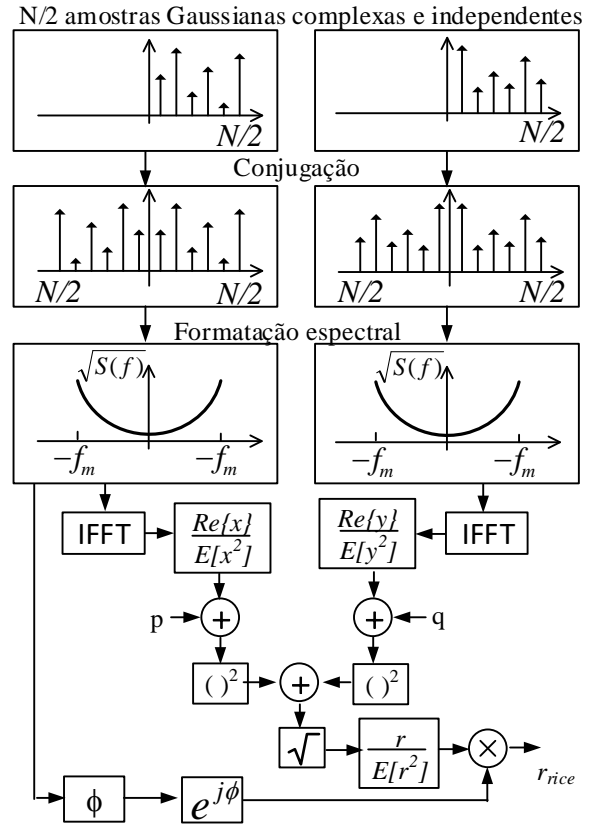 N/2 amostras Gaussianas complexas e independentes
N/2 N/2
Conjugação
N/2 N/2 N/2 N/2
Formatação espectral
√S(f) √S(f)
−f_m −f_m −f_m −f_m
IFFT Re{x} Re{y} IFFT
E[x²] E[y²]
p + + q
( )² + ( )²
√ r ×
E[r²]
r_rice
ϕ e^{jϕ}